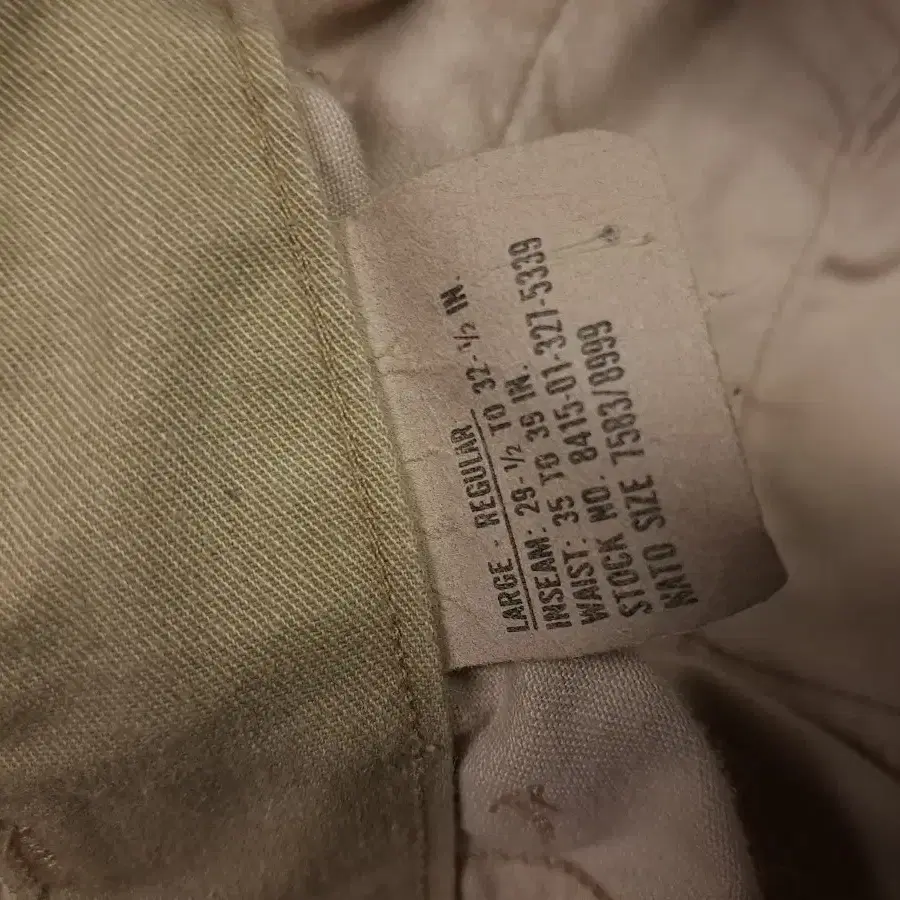 LARGE - REGULAR
INSEAM: 29-1/2 TO 32-1/2 IN.
WAIST: 35 TO 39 IN.
STOCK NO. 8415-01-327-5339
NATO SIZE 7583/8999